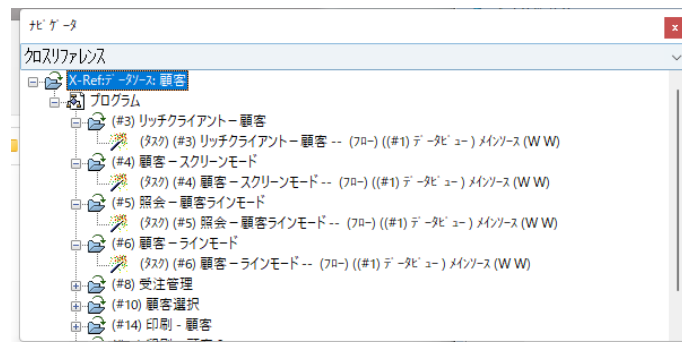 ナビゲータ
x
クロスリファレンス
X-Ref:データソース: 顧客
プログラム
(#3) リッチクライアント－顧客
(タスク) (#3) リッチクライアント－顧客 -- (フロー) ((#1) データビュー) メインソース (W W)
(#4) 顧客－スクリーンモード
(タスク) (#4) 顧客－スクリーンモード -- (フロー) ((#1) データビュー) メインソース (W W)
(#5) 照会－顧客ラインモード
(タスク) (#5) 照会－顧客ラインモード -- (フロー) ((#1) データビュー) メインソース (W W)
(#6) 顧客－ラインモード
(タスク) (#6) 顧客－ラインモード -- (フロー) ((#1) データビュー) メインソース (W W)
(#8) 受注管理
(#10) 顧客選択
(#14) 印刷 - 顧客